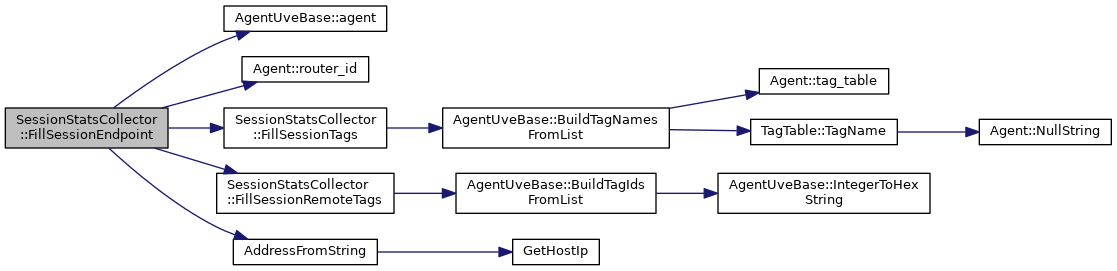 AgentUveBase::agent
Agent::router_id
Agent::tag_table
SessionStatsCollector
::FillSessionEndpoint
SessionStatsCollector
::FillSessionTags
AgentUveBase::BuildTagNames
FromList
TagTable::TagName
Agent::NullString
SessionStatsCollector
::FillSessionRemoteTags
AgentUveBase::BuildTagIds
FromList
AgentUveBase::IntegerToHex
String
AddressFromString
GetHostIp